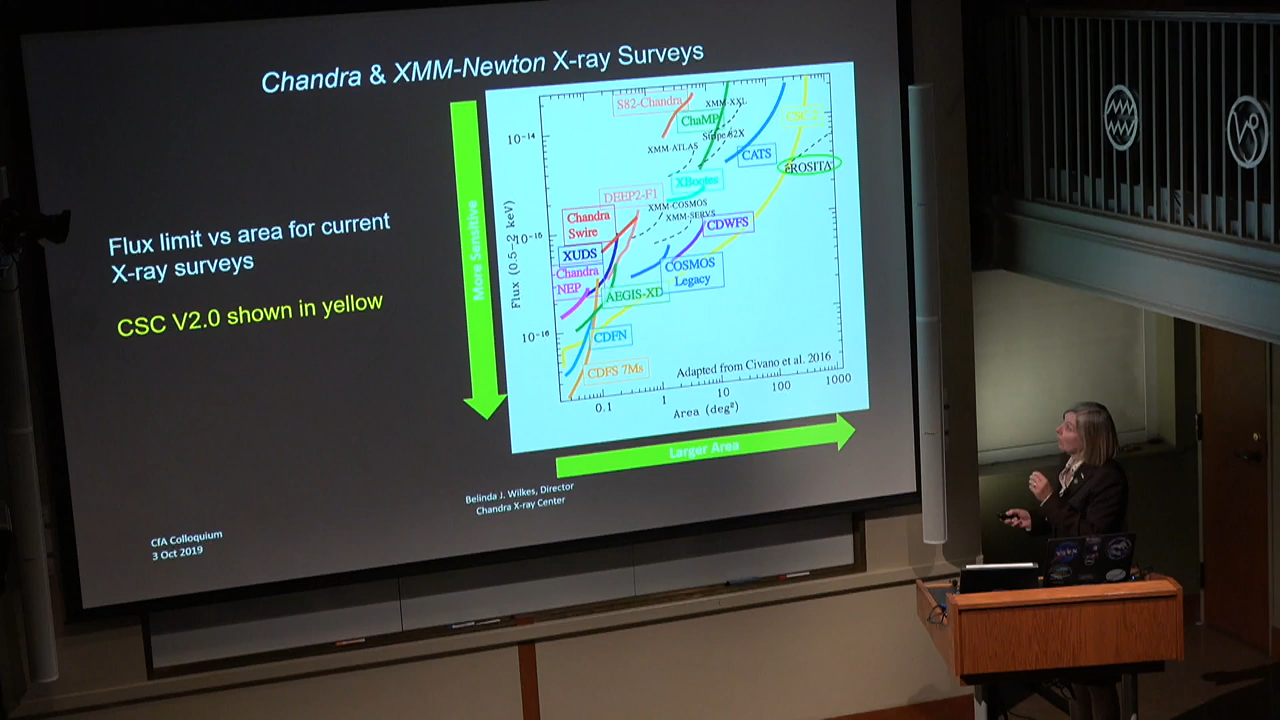 Chandra & XMM-Newton X-ray Surveys
Flux limit vs area for current
X-ray surveys
CSC V2.0 shown in yellow
More Sensitive
Flux (0.5-2 keV)
10-14
10-15
10-16
S82-Chandra
XMM-XXL
ChaMP
CSC 2
Stripe 82X
XMM-ATLAS
CATS
eROSITA
XBootes
DEEP2-F1
XMM-COSMOS
XMM-SERVS
Chandra
Swire
CDWFS
XUDS
COSMOS
Legacy
Chandra
NEP
AEGIS-XD
CDFN
CDFS 7Ms
Adapted from Civano et al. 2016
0.1 1 10 100 1000
Area (deg²)
Larger Area
Belinda J. Wilkes, Director
Chandra X-ray Center
CfA Colloquium
3 Oct 2019